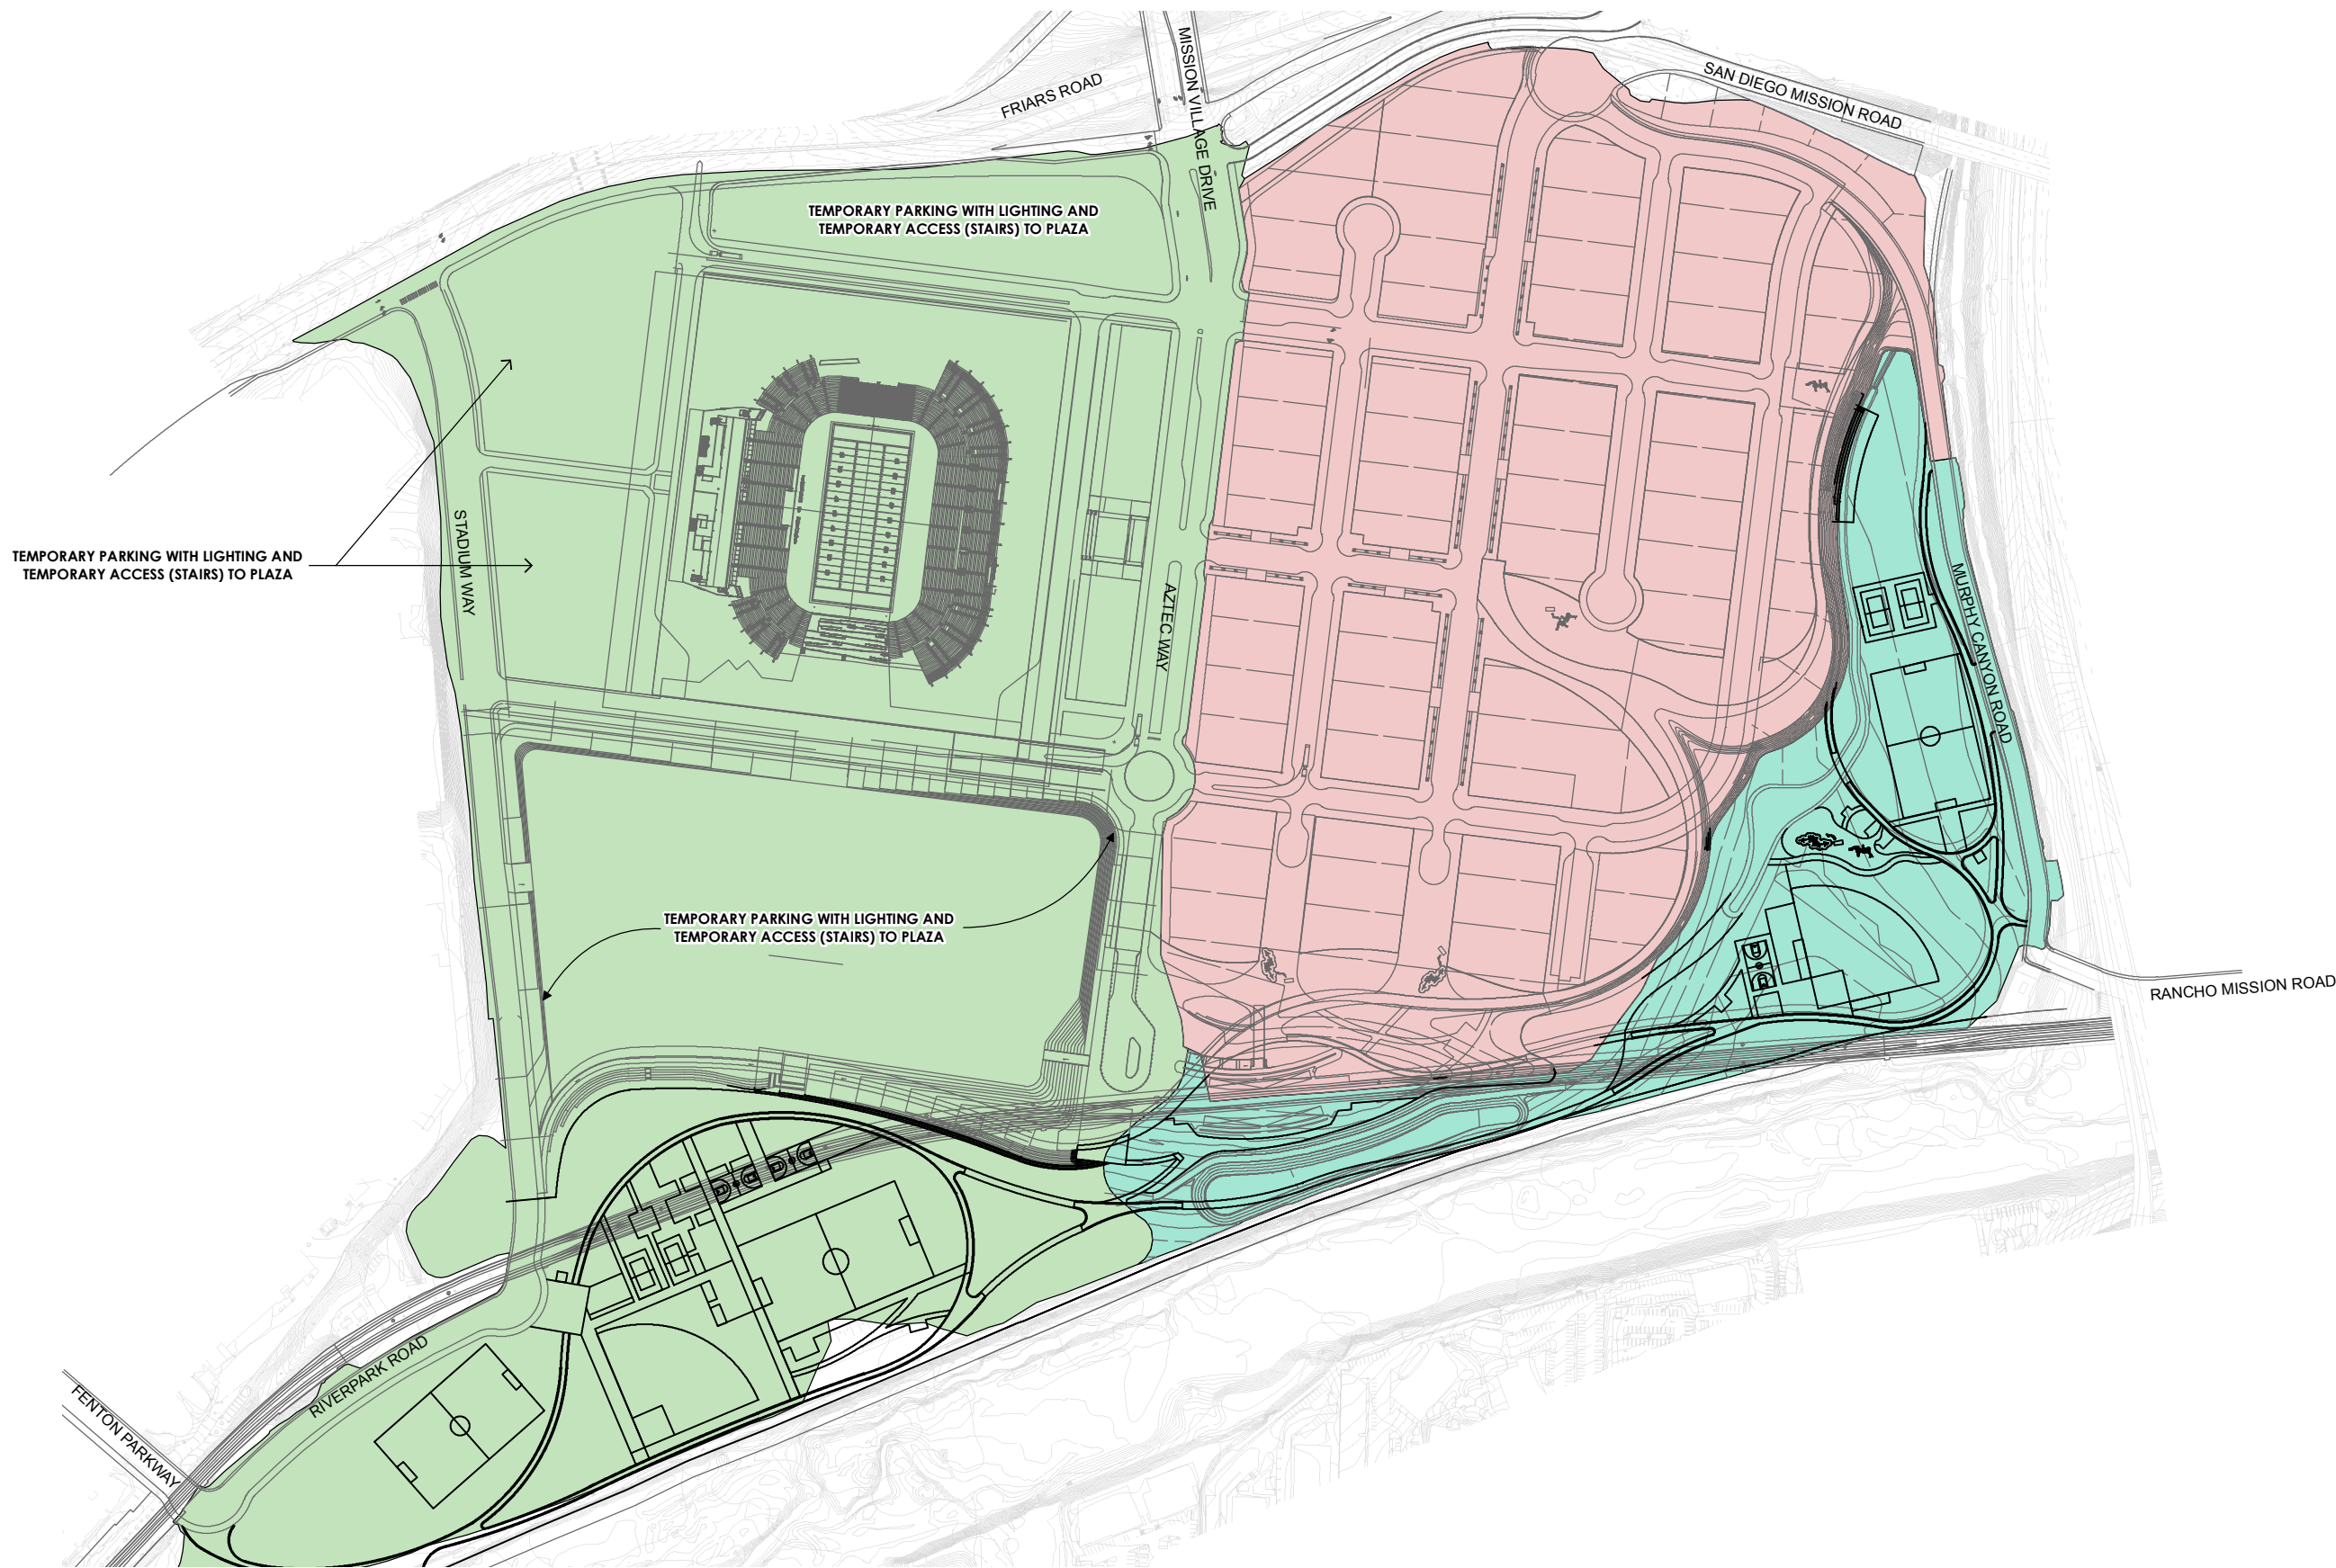 MISSION VILLAGE DRIVE
FRIARS ROAD
SAN DIEGO MISSION ROAD
TEMPORARY PARKING WITH LIGHTING AND
TEMPORARY ACCESS (STAIRS) TO PLAZA
TEMPORARY PARKING WITH LIGHTING AND
TEMPORARY ACCESS (STAIRS) TO PLAZA
STADIUM WAY
AZTEC WAY
MURPHY CANYON ROAD
TEMPORARY PARKING WITH LIGHTING AND
TEMPORARY ACCESS (STAIRS) TO PLAZA
RANCHO MISSION ROAD
RIVERPARK ROAD
FENTON PARKWAY